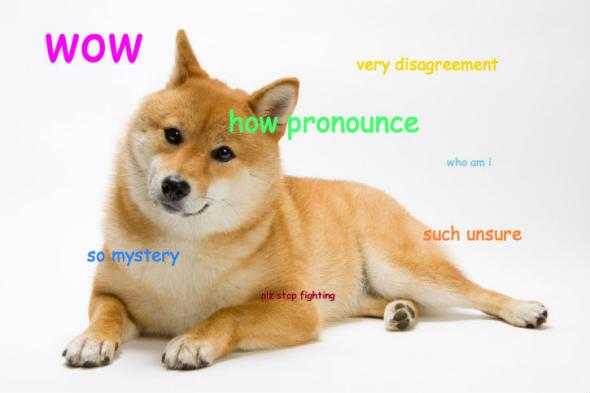 wow
very disagreement
how pronounce
who am i
such unsure
so mystery
plz stop fighting